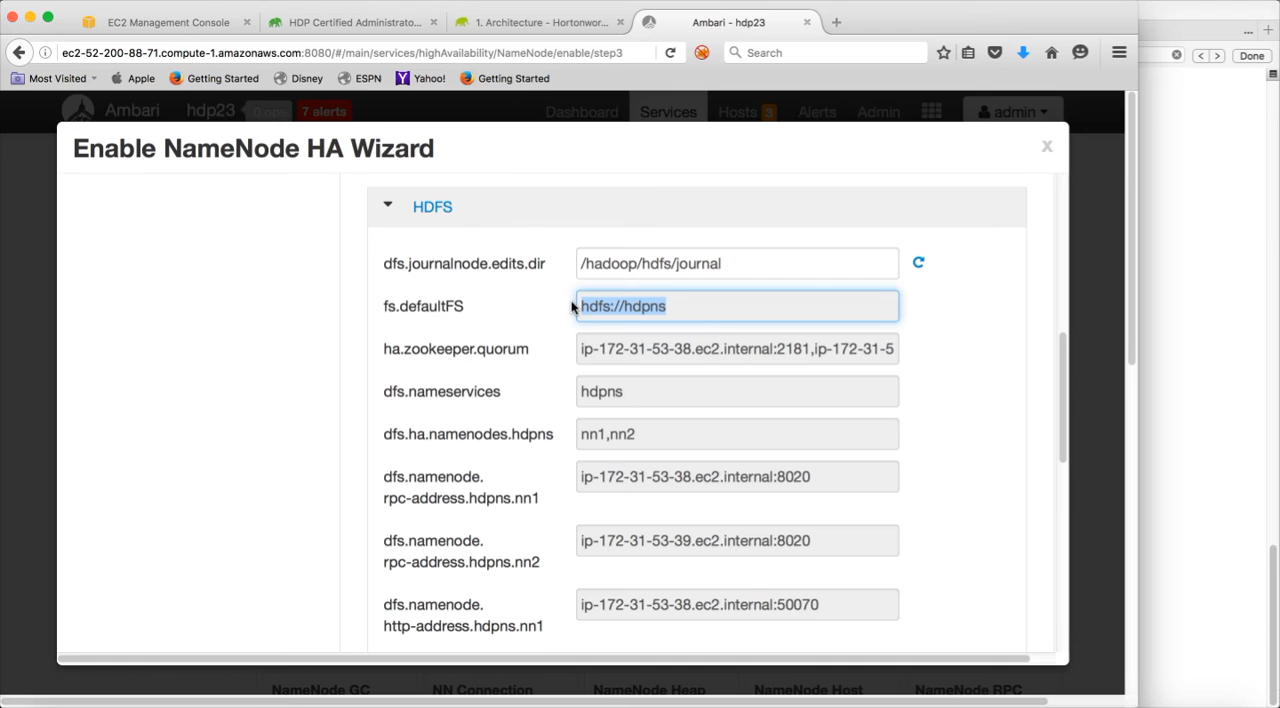 EC2 Management Console
HDP Certified Administrato...
1. Architecture - Hortonwor...
Ambari - hdp23
ec2-52-200-88-71.compute-1.amazonaws.com:8080/#/main/services/highAvailability/NameNode/enable/step3
Search
Done
Most Visited
Apple
Getting Started
Disney
ESPN
Yahoo!
Getting Started
Ambari
hdp23
0 ops
7 alerts
Dashboard
Services
Hosts 3
Alerts
Admin
admin
Enable NameNode HA Wizard
x
HDFS
dfs.journalnode.edits.dir
/hadoop/hdfs/journal
fs.defaultFS
hdfs://hdpns
ha.zookeeper.quorum
ip-172-31-53-38.ec2.internal:2181,ip-172-31-5
dfs.nameservices
hdpns
dfs.ha.namenodes.hdpns
nn1,nn2
dfs.namenode.
rpc-address.hdpns.nn1
ip-172-31-53-38.ec2.internal:8020
dfs.namenode.
rpc-address.hdpns.nn2
ip-172-31-53-39.ec2.internal:8020
dfs.namenode.
http-address.hdpns.nn1
ip-172-31-53-38.ec2.internal:50070
NameNode GC
NN Connection
NameNode Heap
NameNode Host
NameNode RPC